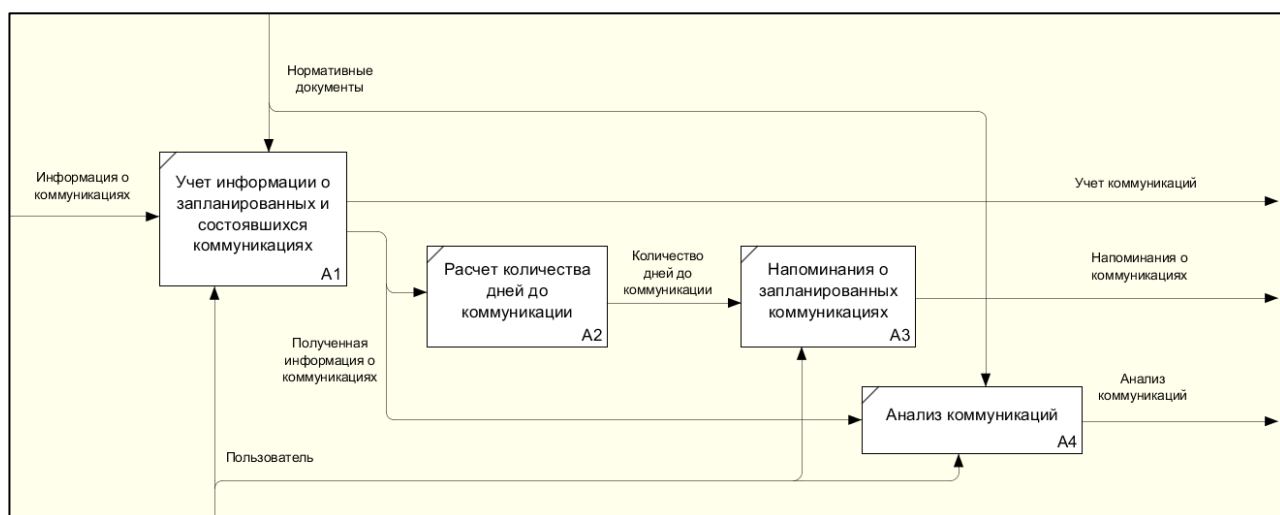 Нормативные
документы
Информация о
коммуникациях
Учет информации о
запланированных и
состоявшихся
коммуникациях
A1
Учет коммуникаций
Расчет количества
дней до
коммуникации
A2
Количество
дней до
коммуникации
Напоминания о
запланированных
коммуникациях
A3
Напоминания о
коммуникациях
Полученная
информация о
коммуникациях
Анализ коммуникаций
A4
Анализ
коммуникаций
Пользователь